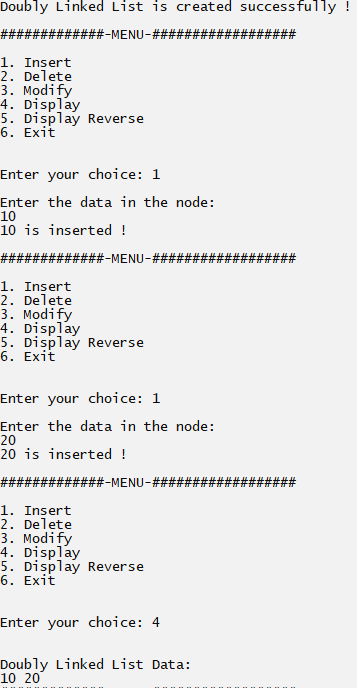 Doubly Linked List is created successfully !
#############-MENU-##################
1. Insert
2. Delete
3. Modify
4. Display
5. Display Reverse
6. Exit
Enter your choice: 1
Enter the data in the node:
10
10 is inserted !
#############-MENU-##################
1. Insert
2. Delete
3. Modify
4. Display
5. Display Reverse
6. Exit
Enter your choice: 1
Enter the data in the node:
20
20 is inserted !
#############-MENU-##################
1. Insert
2. Delete
3. Modify
4. Display
5. Display Reverse
6. Exit
Enter your choice: 4
Doubly Linked List Data:
10 20